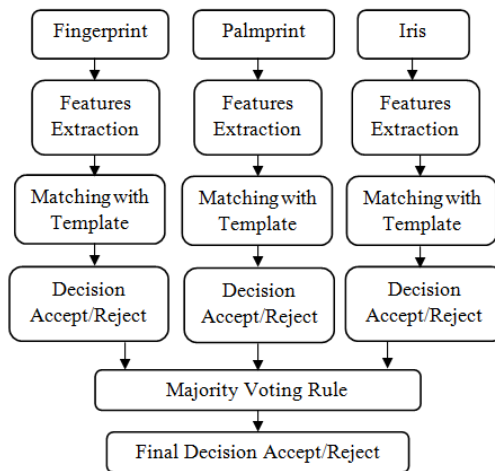 Fingerprint
Palmprint
Iris
Features
Extraction
Features
Extraction
Features
Extraction
Matching with
Template
Matching with
Template
Matching with
Template
Decision
Accept/Reject
Decision
Accept/Reject
Decision
Accept/Reject
Majority Voting Rule
Final Decision Accept/Reject